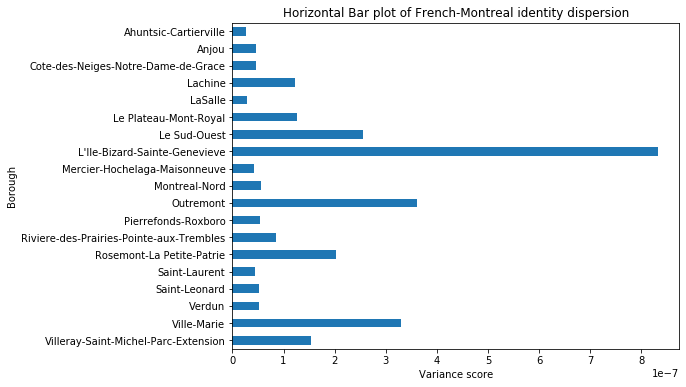 Horizontal Bar plot of French-Montreal identity dispersion
Ahuntsic-Cartierville
Anjou
Cote-des-Neiges-Notre-Dame-de-Grace
Lachine
LaSalle
Le Plateau-Mont-Royal
Le Sud-Ouest
L'Ile-Bizard-Sainte-Genevieve
Mercier-Hochelaga-Maisonneuve
Montreal-Nord
Outremont
Pierrefonds-Roxboro
Riviere-des-Prairies-Pointe-aux-Trembles
Rosemont-La Petite-Patrie
Saint-Laurent
Saint-Leonard
Verdun
Ville-Marie
Villeray-Saint-Michel-Parc-Extension
Borough
0 1 2 3 4 5 6 7 8
1e−7
Variance score